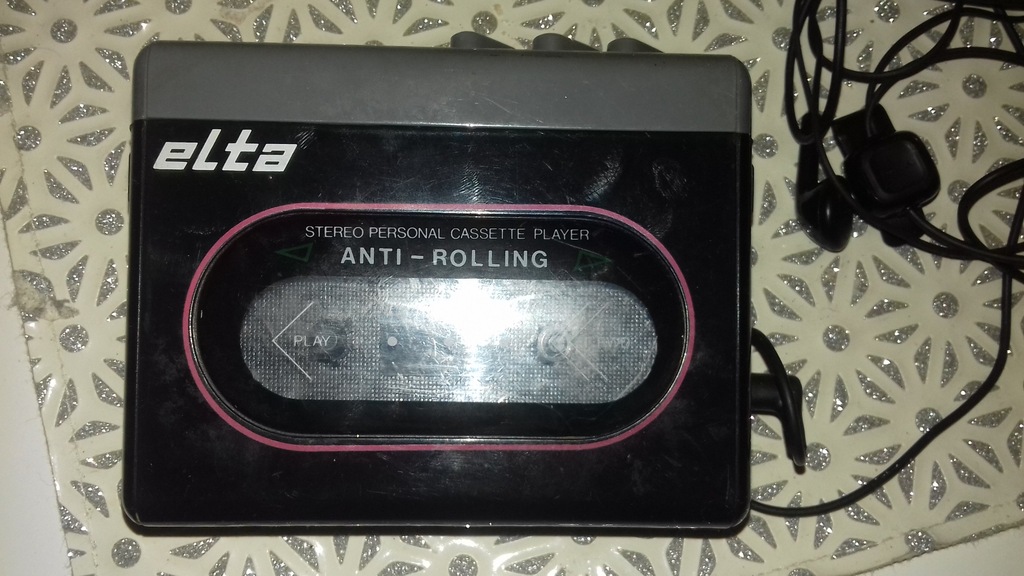 elta
STEREO PERSONAL CASSETTE PLAYER
ANTI-ROLLING
PLAY